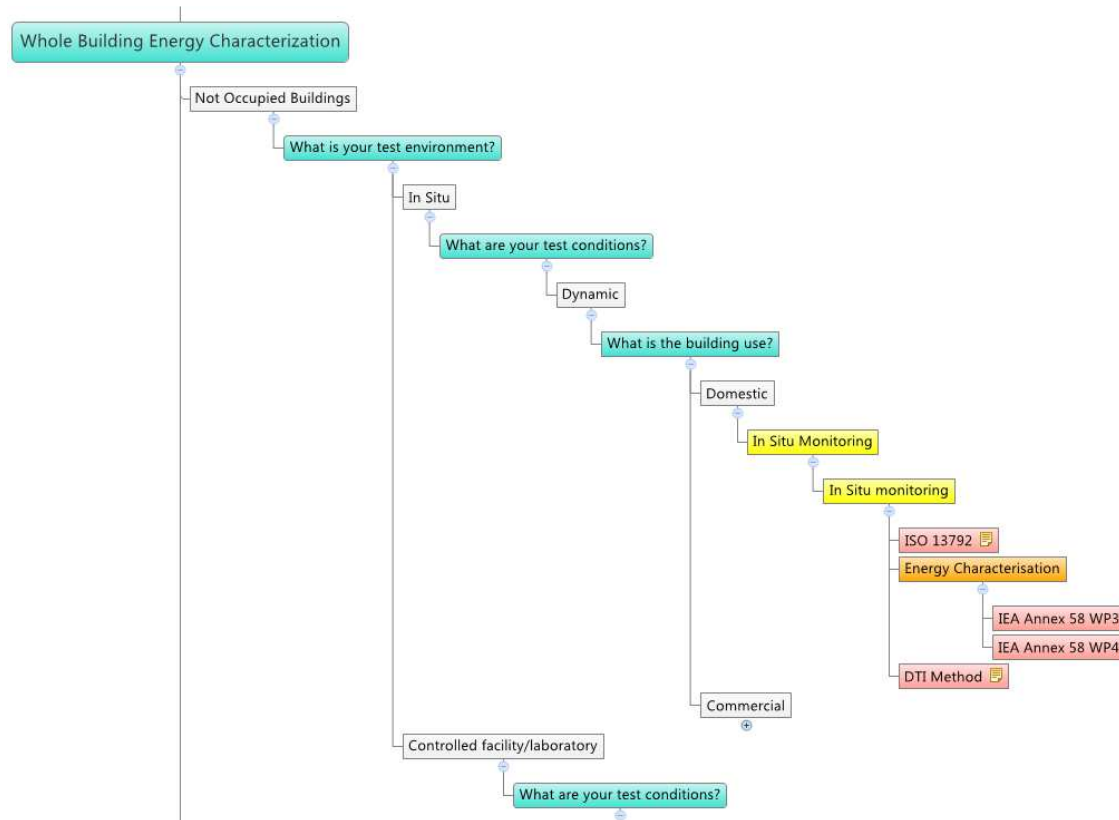 Whole Building Energy Characterization
Not Occupied Buildings
What is your test environment?
In Situ
What are your test conditions?
Dynamic
What is the building use?
Domestic
In Situ Monitoring
In Situ monitoring
ISO 13792
Energy Characterisation
IEA Annex 58 WP3
IEA Annex 58 WP4
DTI Method
Commercial
Controlled facility/laboratory
What are your test conditions?